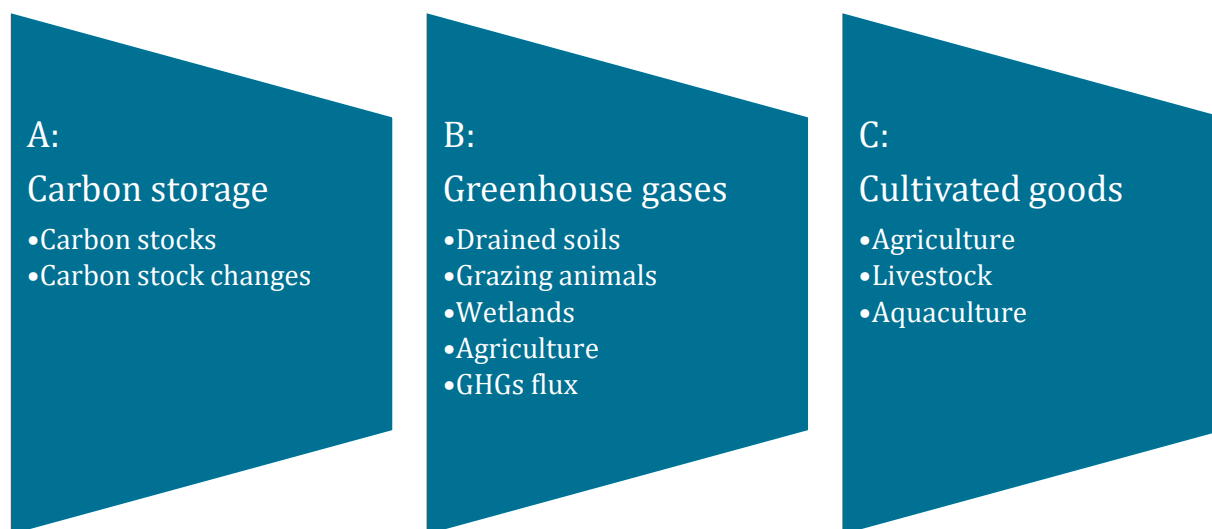 A:
Carbon storage
•Carbon stocks
•Carbon stock changes
B:
Greenhouse gases
•Drained soils
•Grazing animals
•Wetlands
•Agriculture
•GHGs flux
C:
Cultivated goods
•Agriculture
•Livestock
•Aquaculture